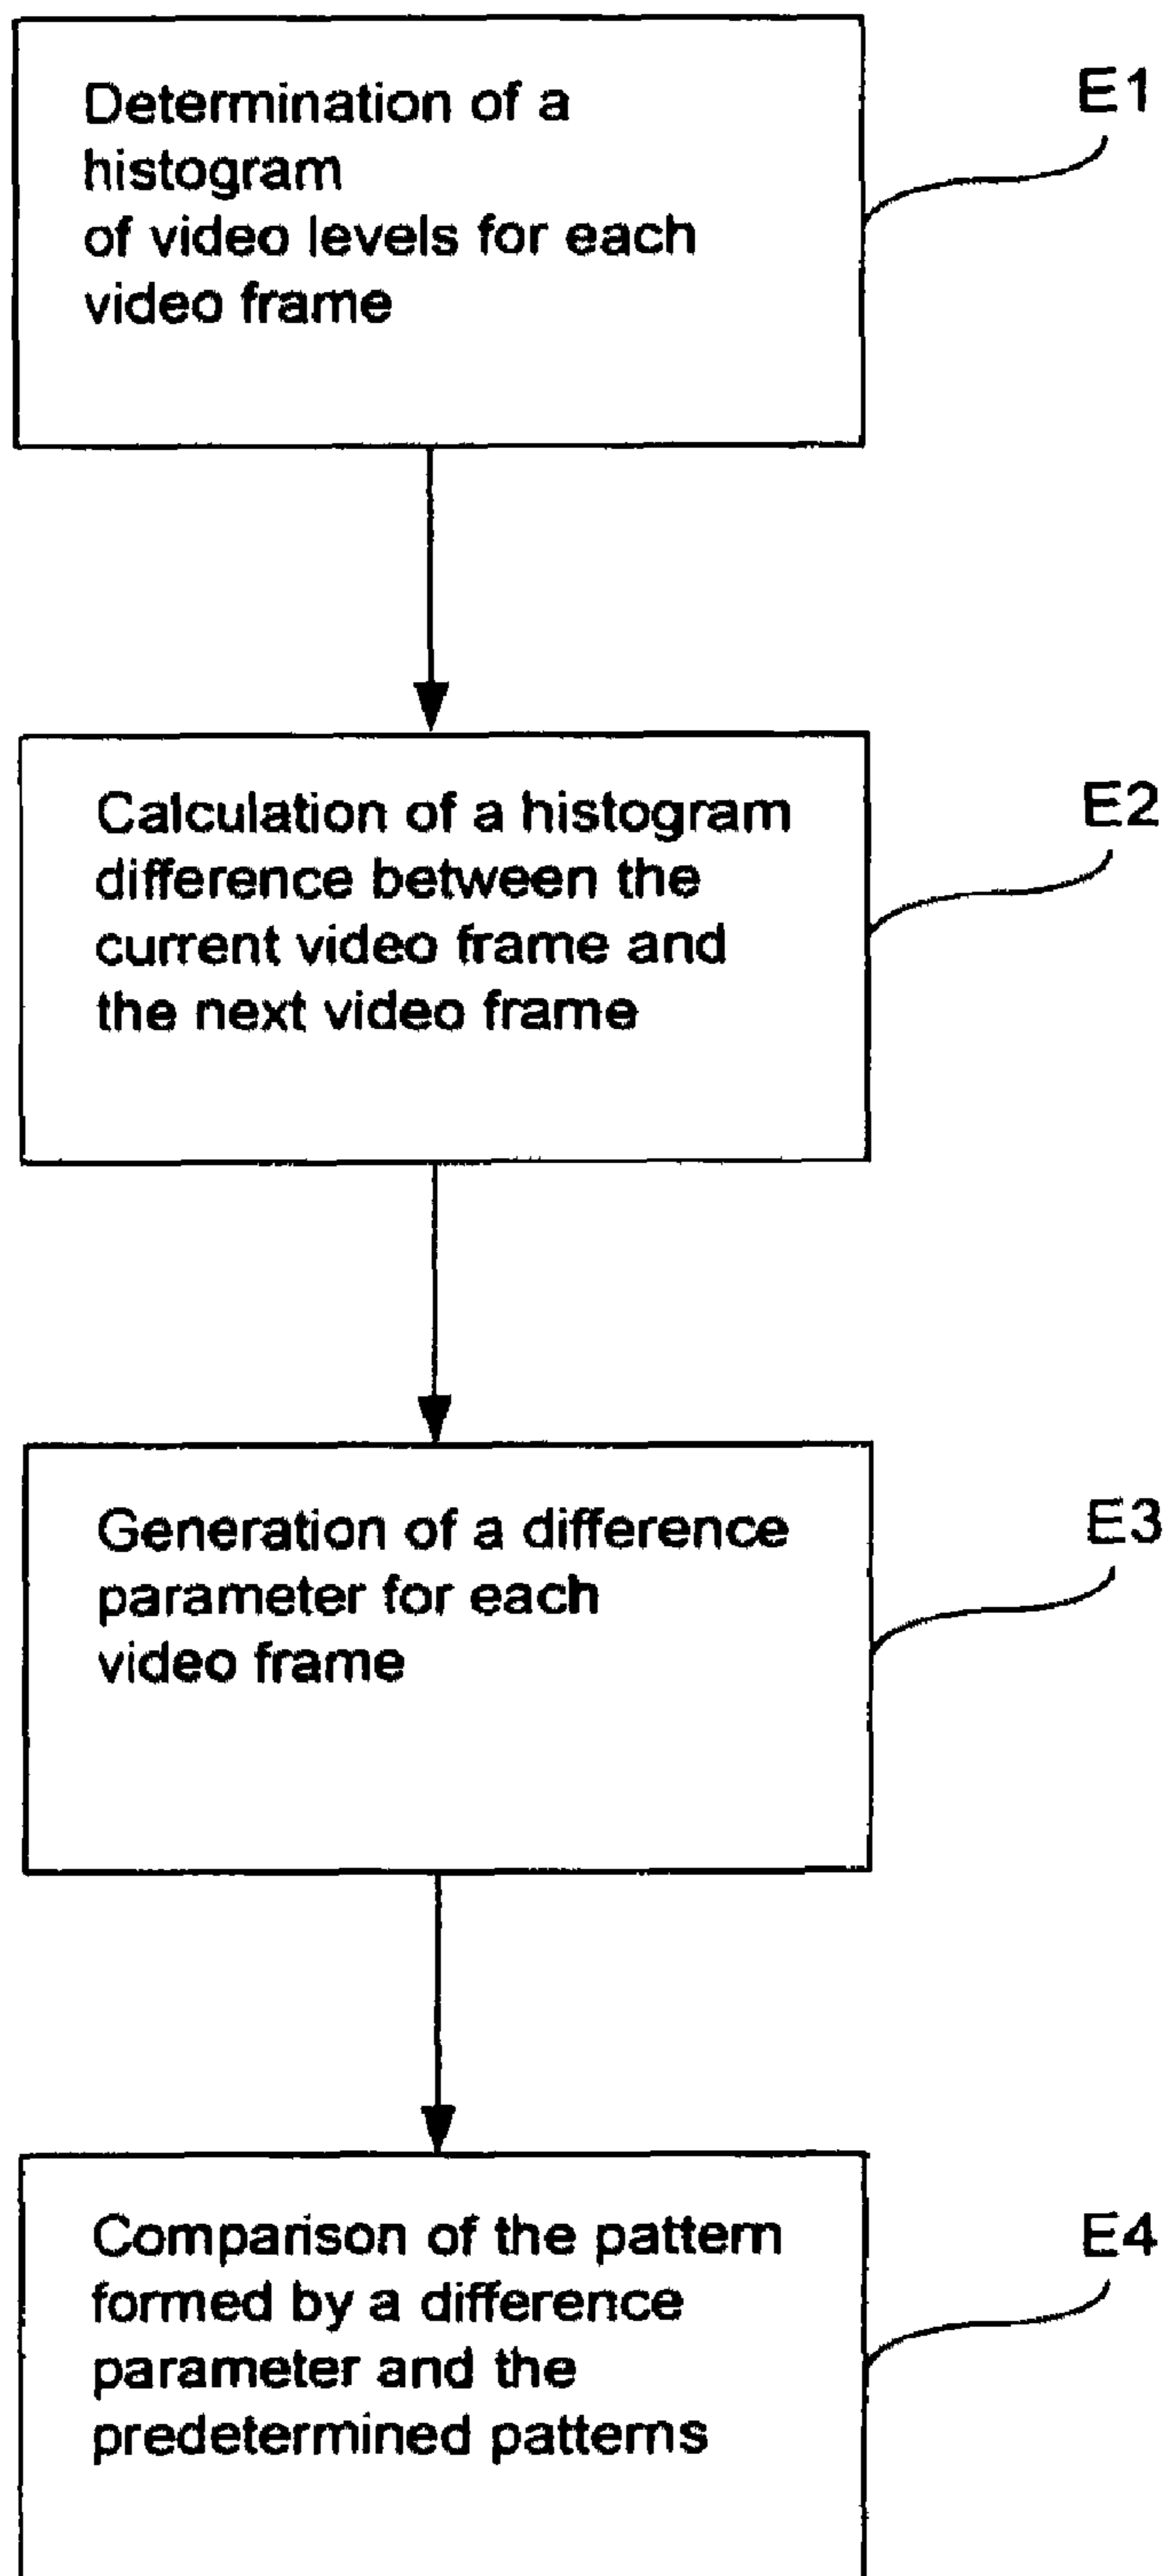 Determination of a
histogram
of video levels for each
video frame
E1
Calculation of a histogram
difference between the
current video frame and
the next video frame
E2
Generation of a difference
parameter for each
video frame
E3
Comparison of the pattern
formed by a difference
parameter and the
predetermined patterns
E4